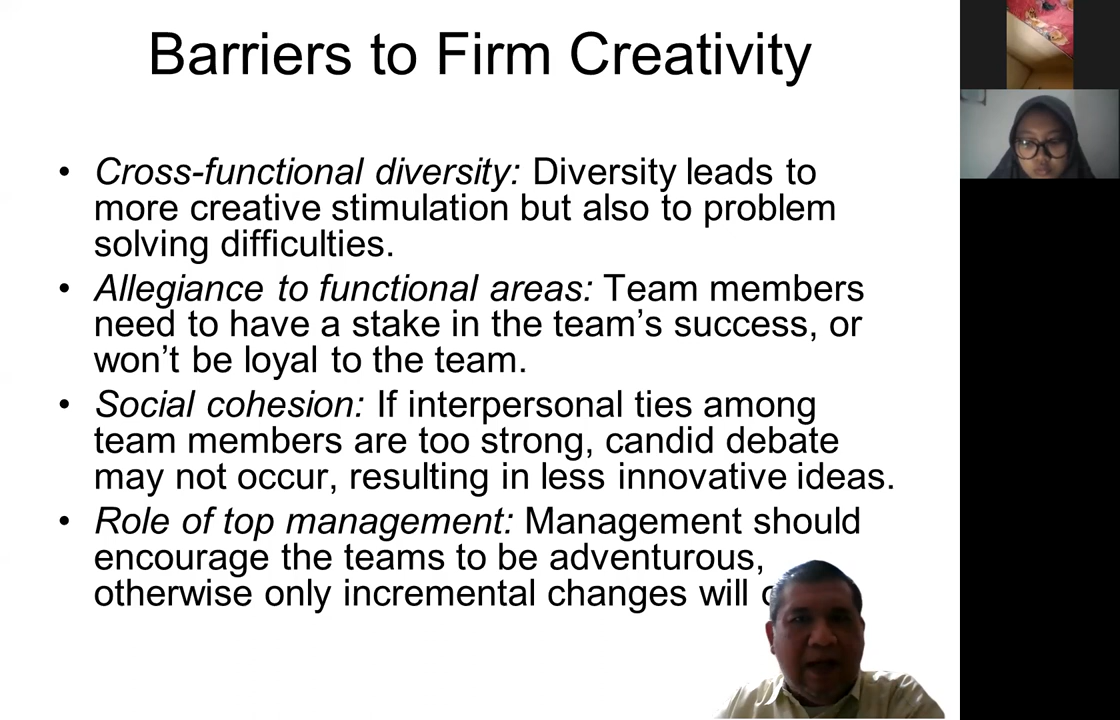 Barriers to Firm Creativity
• Cross-functional diversity: Diversity leads to
more creative stimulation but also to problem
solving difficulties.
• Allegiance to functional areas: Team members
need to have a stake in the team’s success, or
won’t be loyal to the team.
• Social cohesion: If interpersonal ties among
team members are too strong, candid debate
may not occur, resulting in less innovative ideas.
• Role of top management: Management should
encourage the teams to be adventurous,
otherwise only incremental changes will